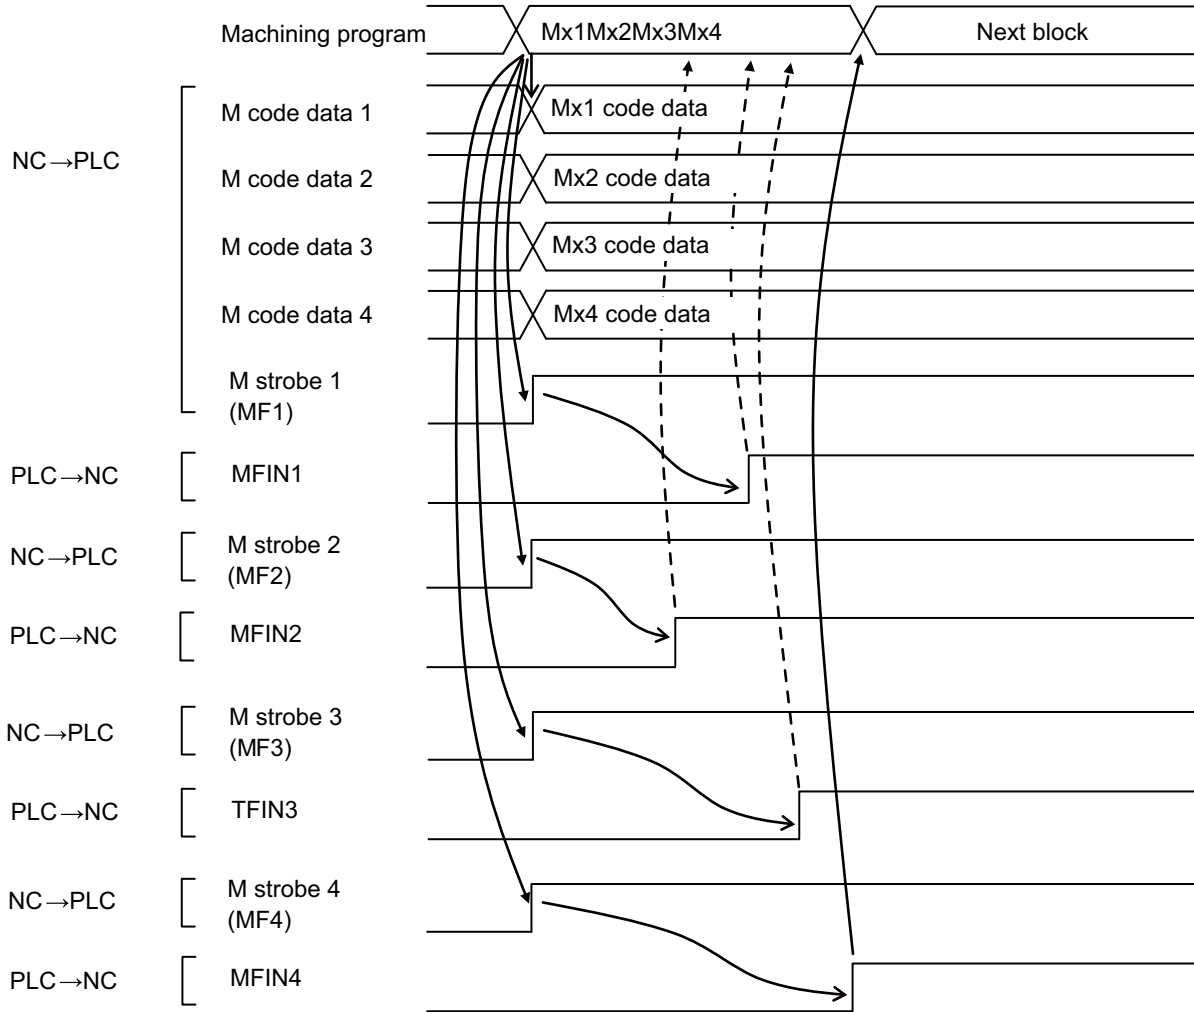 Machining program Mx1Mx2Mx3Mx4 Next block
M code data 1 Mx1 code data
NC→PLC
M code data 2 Mx2 code data
M code data 3 Mx3 code data
M code data 4 Mx4 code data
M strobe 1
(MF1)
PLC→NC MFIN1
NC→PLC M strobe 2
(MF2)
PLC→NC MFIN2
NC→PLC M strobe 3
(MF3)
PLC→NC TFIN3
NC→PLC M strobe 4
(MF4)
PLC→NC MFIN4